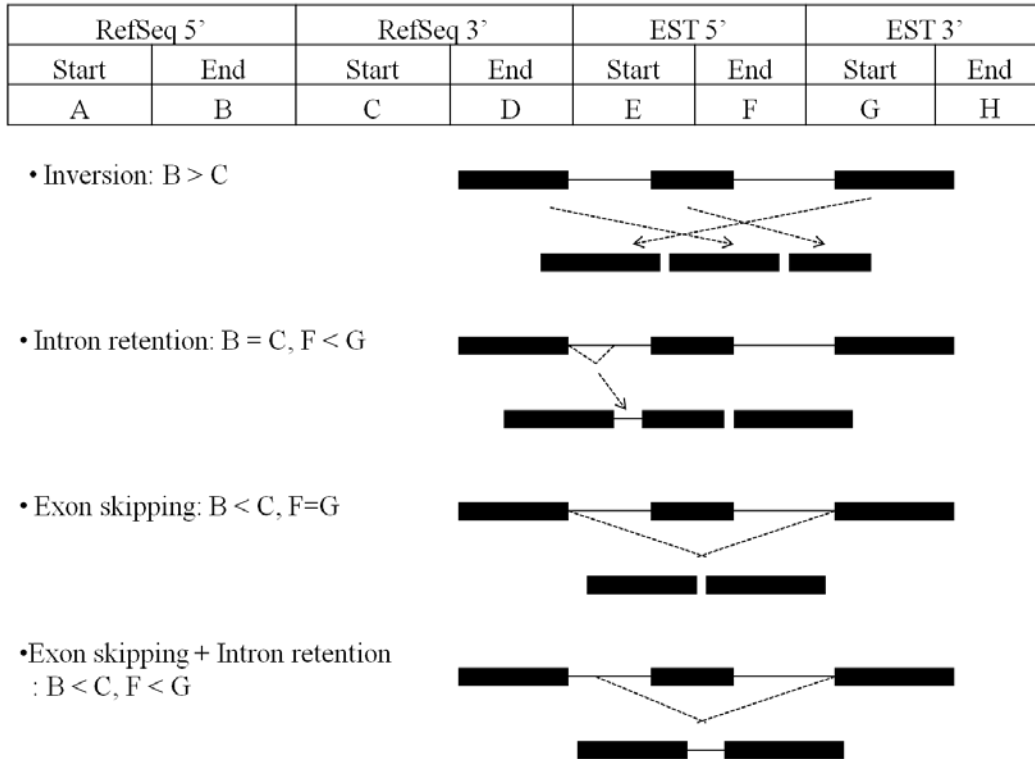 RefSeq 5’ RefSeq 3’ EST 5’ EST 3’
Start End Start End Start End Start End
A B C D E F G H
• Inversion: B > C
• Intron retention: B = C, F < G
• Exon skipping: B < C, F=G
•Exon skipping + Intron retention
: B < C, F < G